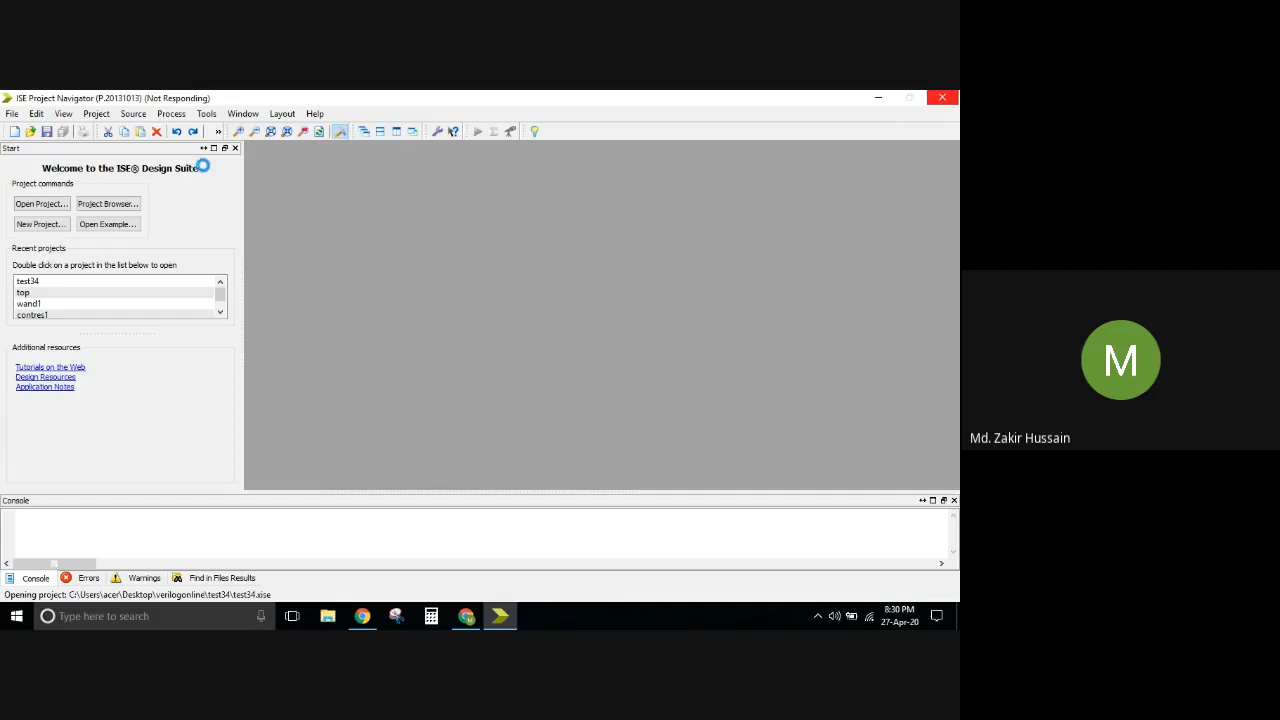 ISE Project Navigator (P.20131013) (Not Responding)
File Edit View Project Source Process Tools Window Layout Help
»
Start
Welcome to the ISE® Design Suite
Project commands
Open Project... Project Browser...
New Project... Open Example...
Recent projects
Double click on a project in the list below to open
test34
top
wand1
contres1
Additional resources
Tutorials on the Web
Design Resources
Application Notes
M
Md. Zakir Hussain
Console
Console Errors Warnings Find in Files Results
Opening project: C:\Users\acer\Desktop\verilogonline\test34\test34.xise
Type here to search
8:30 PM
27-Apr-20